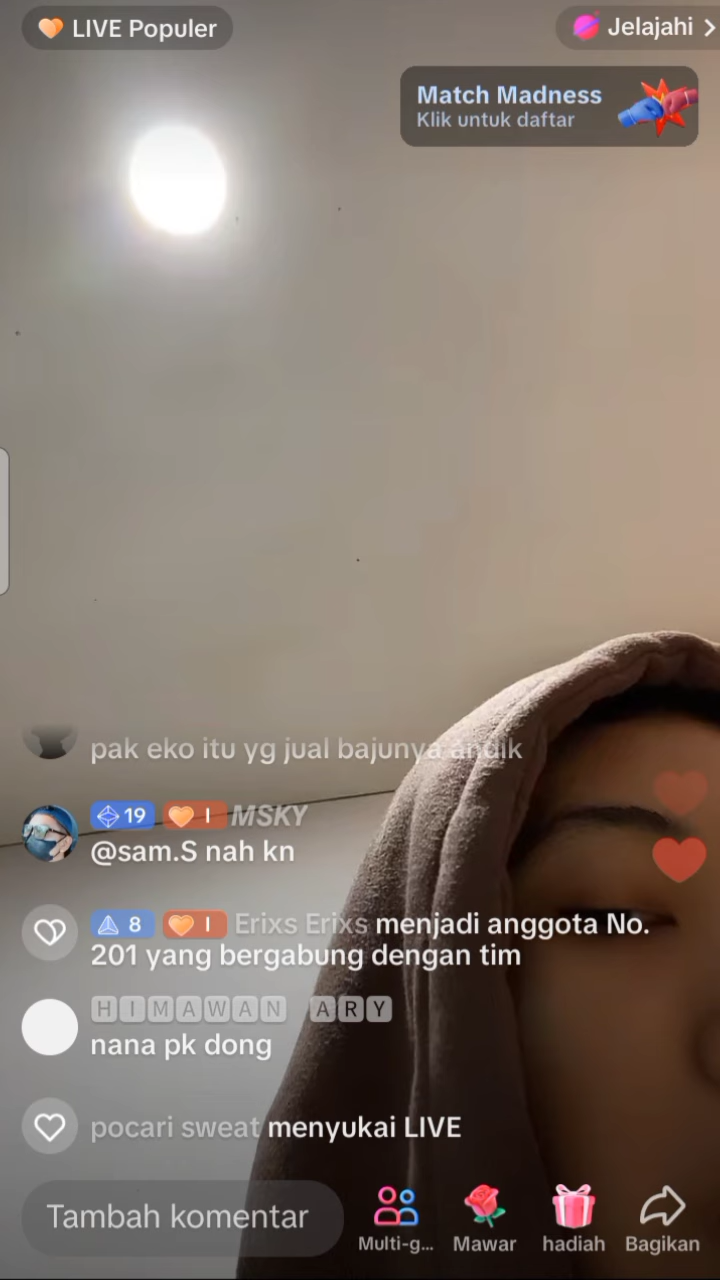 LIVE Populer
Jelajahi
Match Madness
Klik untuk daftar
pak eko itu yg jual bajunya andik
19 I MSKY
@sam.S nah kn
8 I Erixs Erixs menjadi anggota No.
201 yang bergabung dengan tim
HIMAWAN ARY
nana pk dong
pocari sweat menyukai LIVE
Tambah komentar
Multi-g...
Mawar
hadiah
Bagikan